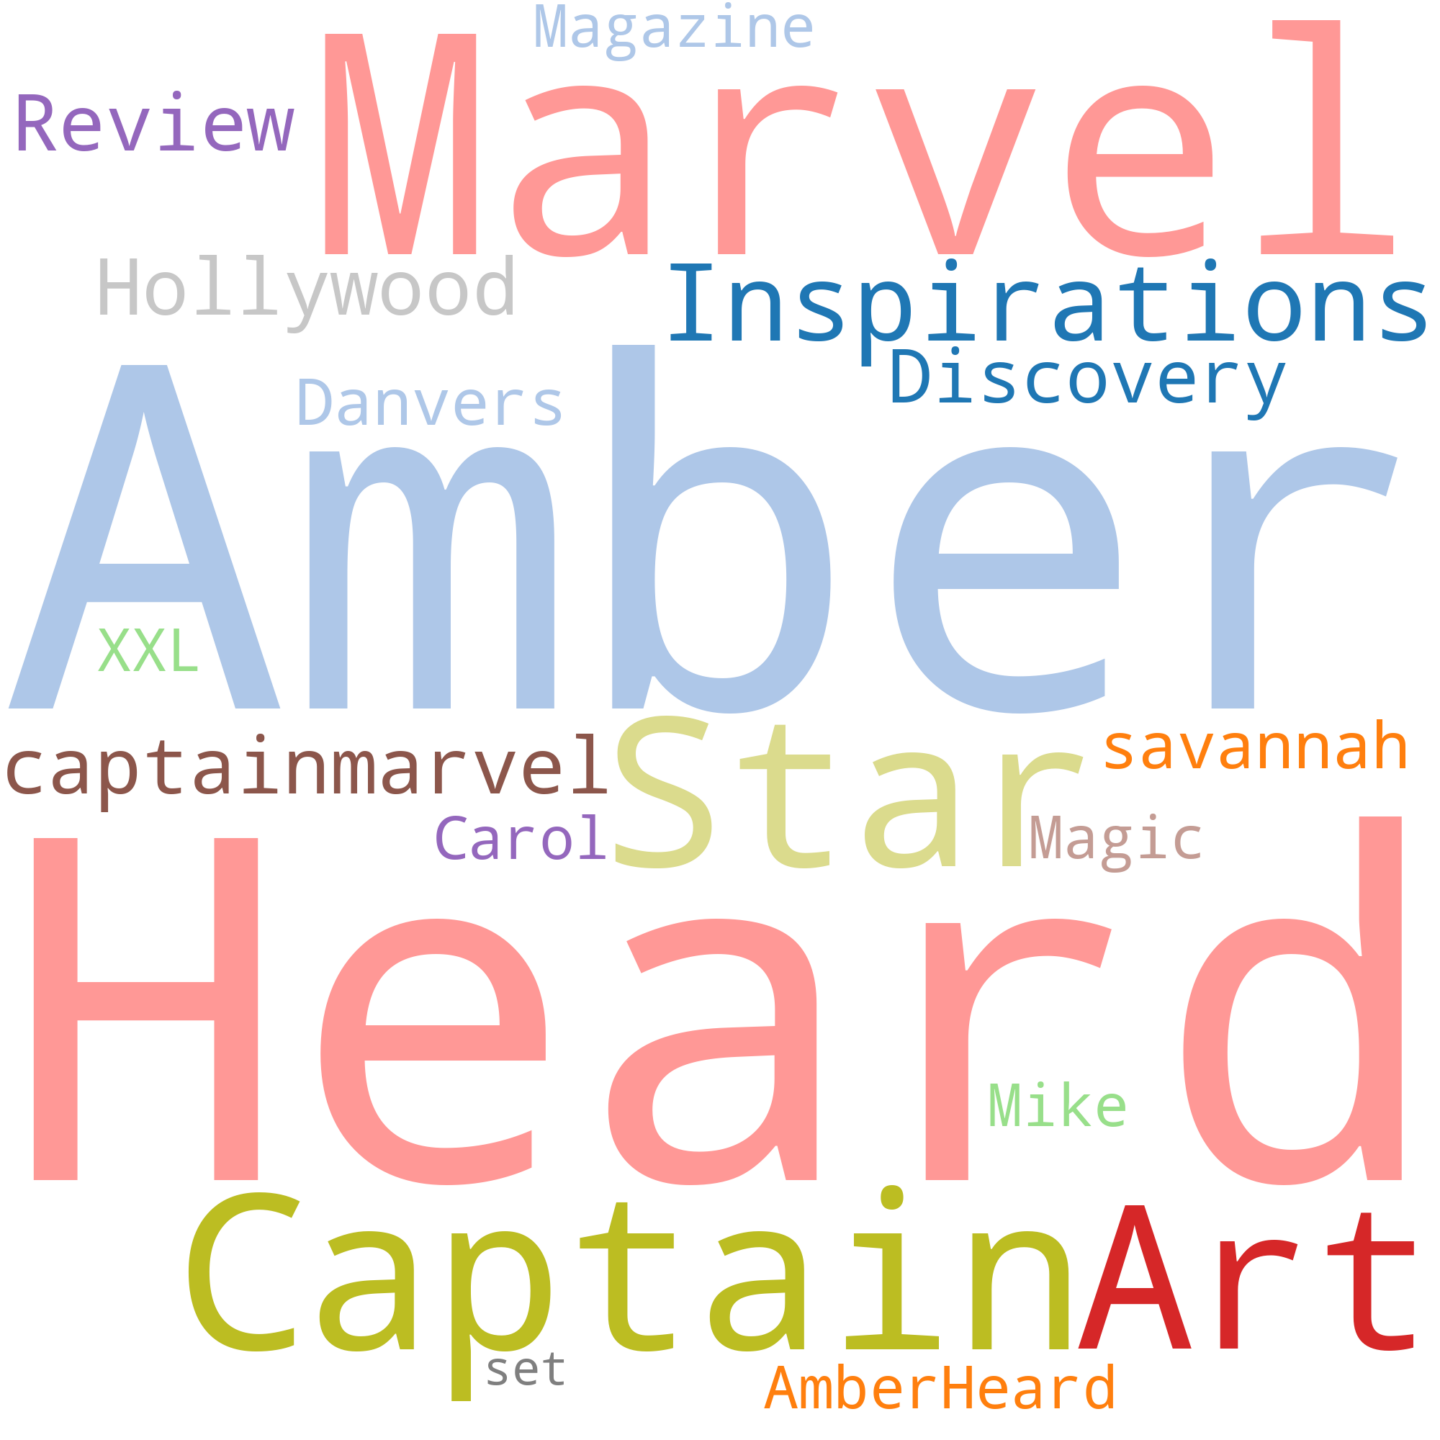 Magazine
Review
Marvel
Hollywood
Inspirations
Discovery
Danvers
Amber
XXL
Star
savannah
captainmarvel
Carol
Magic
Heard
Mike
Captain
Art
set
AmberHeard